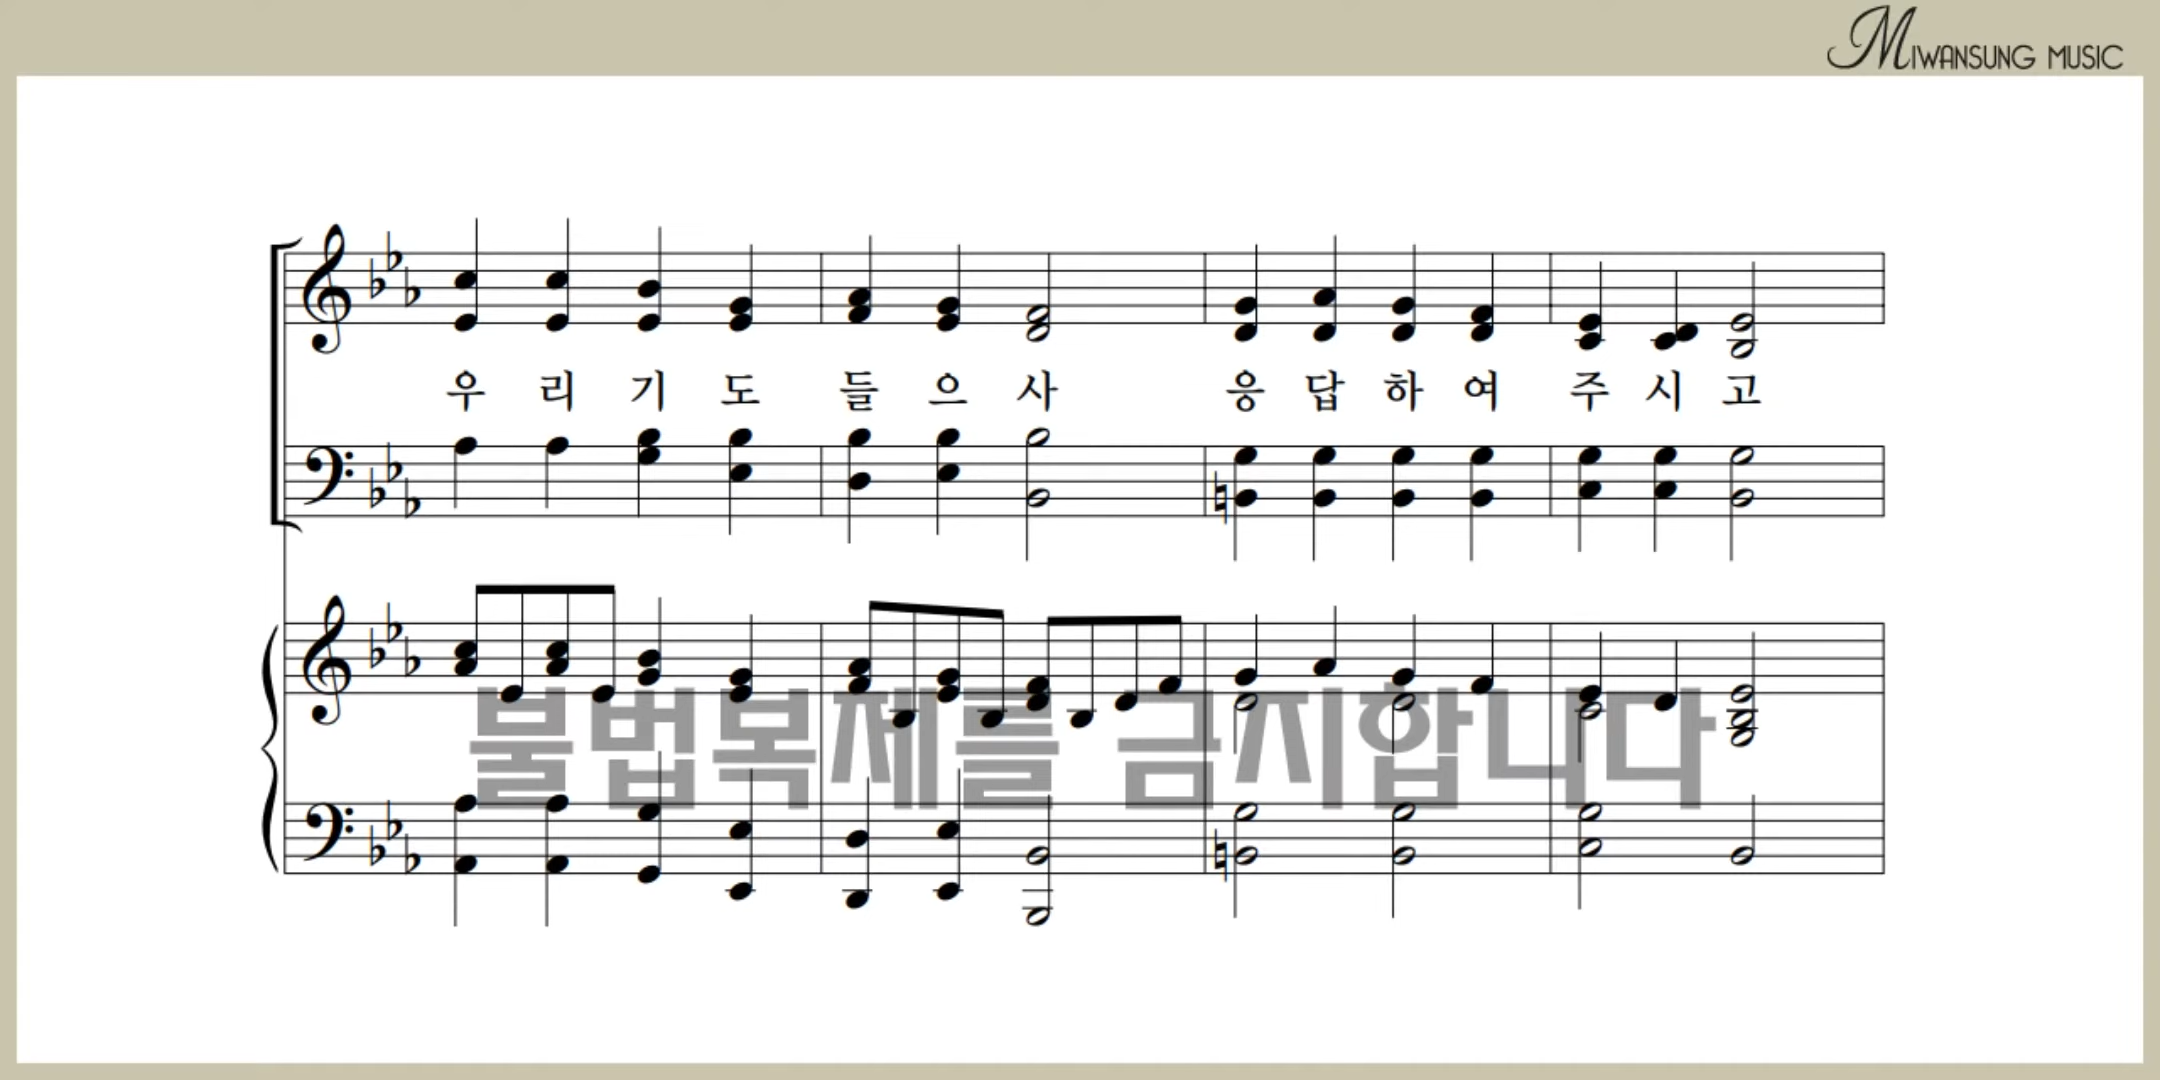 MIWANSUNG MUSIC
우 리 기 도 들 으 사 응 답 하 여 주 시 고
불법복제를 금지합니다